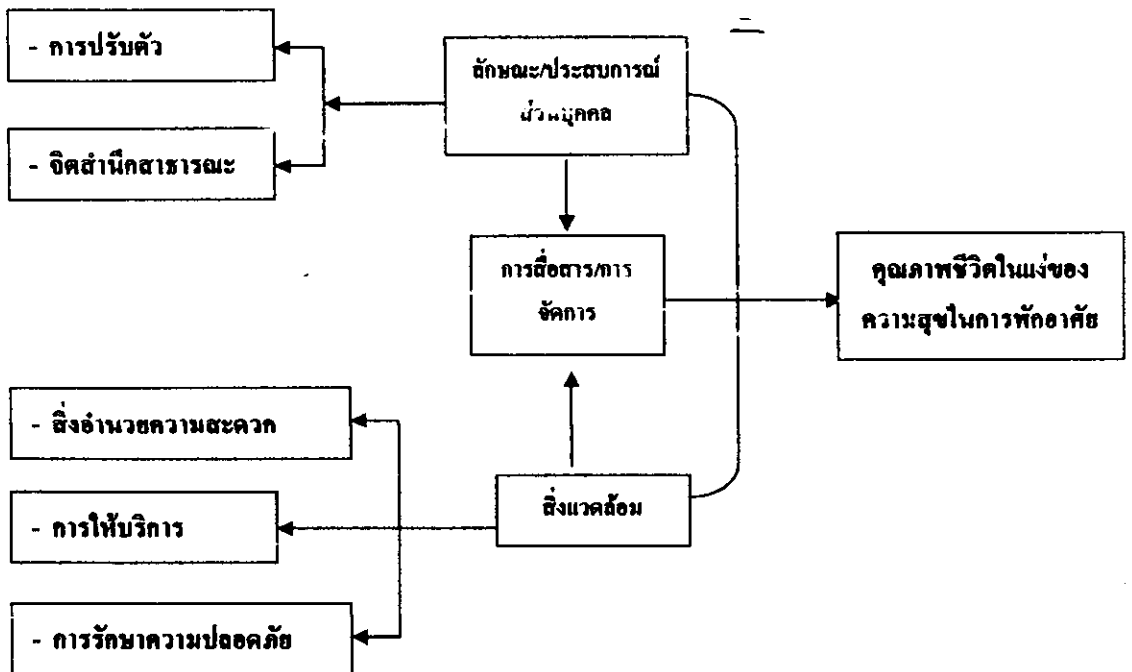 - การปรับตัว
- จิตสำนึกสาธารณะ
ลักษณะ/ประสบการณ์
ส่วนบุคคล
การสื่อสาร/การ
จัดการ
คุณภาพชีวิตในแง่ของ
ความสุขในการพักอาศัย
- สิ่งอำนวยความสะดวก
- การให้บริการ
- การรักษาความปลอดภัย
สิ่งแวดล้อม